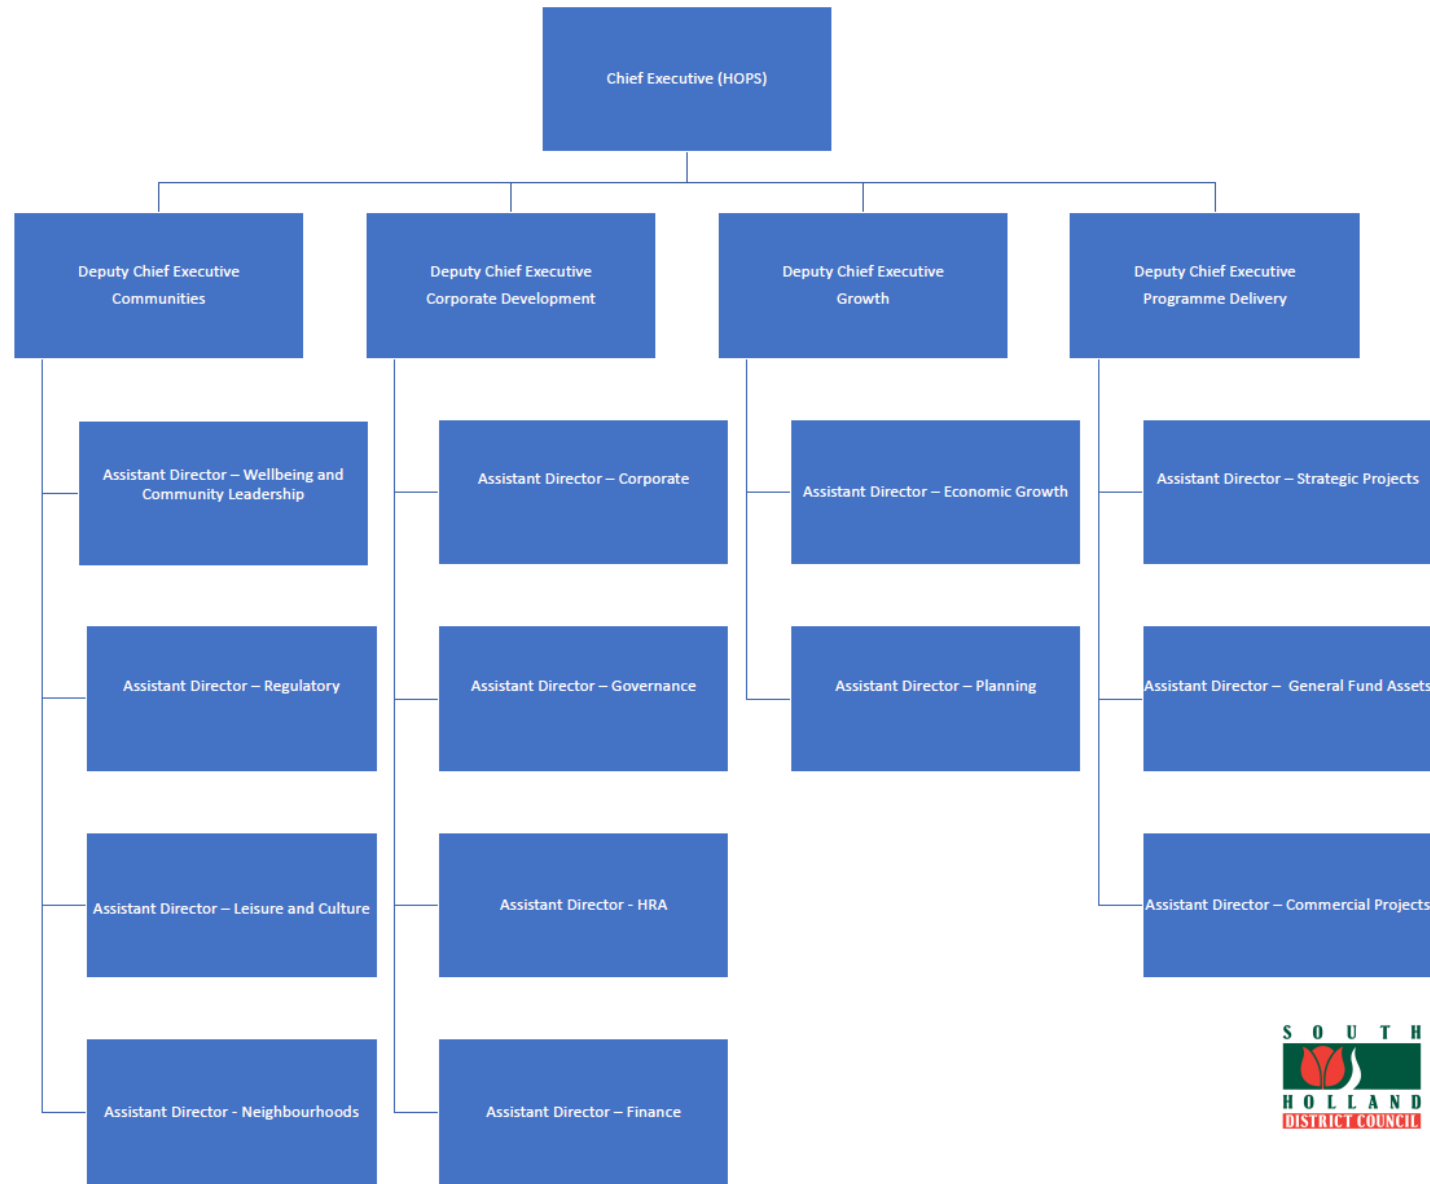 Chief Executive (HOPS)
Deputy Chief Executive
Communities
Deputy Chief Executive
Corporate Development
Deputy Chief Executive
Growth
Deputy Chief Executive
Programme Delivery
Assistant Director – Wellbeing and
Community Leadership
Assistant Director – Corporate
Assistant Director – Economic Growth
Assistant Director – Strategic Projects
Assistant Director – Regulatory
Assistant Director – Governance
Assistant Director – Planning
Assistant Director –  General Fund Assets
Assistant Director – Leisure and Culture
Assistant Director - HRA
Assistant Director – Commercial Projects
Assistant Director - Neighbourhoods
Assistant Director – Finance
SOUTH
HOLLAND
DISTRICT COUNCIL